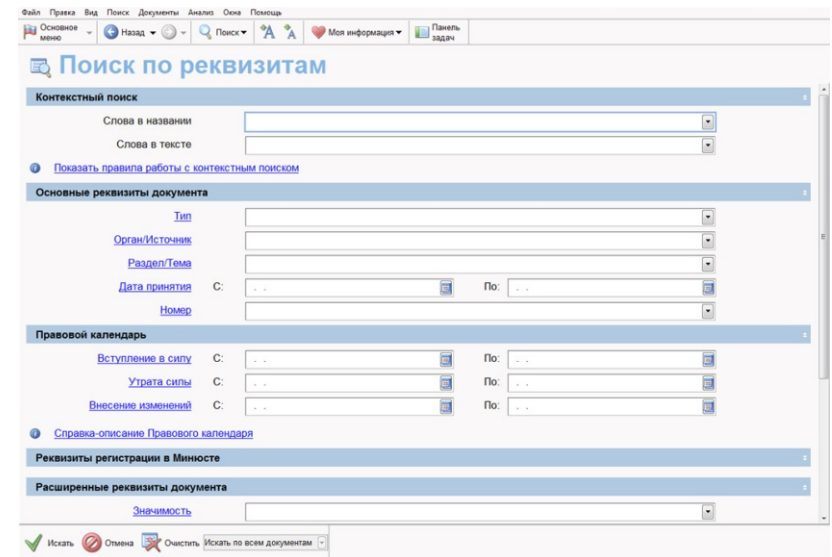 Файл Правка Вид Поиск Документы Анализ Окна Помощь
Основное меню Назад Поиск Моя информация Панель задач
Поиск по реквизитам
Контекстный поиск
Слова в названии
Слова в тексте
Показать правила работы с контекстным поиском
Основные реквизиты документа
Тип
Орган/Источник
Раздел/Тема
Дата принятия С: . . По: . .
Номер
Правовой календарь
Вступление в силу С: . . По: . .
Утрата силы С: . . По: . .
Внесение изменений С: . . По: . .
Справка-описание Правового календаря
Реквизиты регистрации в Минюсте
Расширенные реквизиты документа
Значимость
Искать Отмена Очистить Искать по всем документам